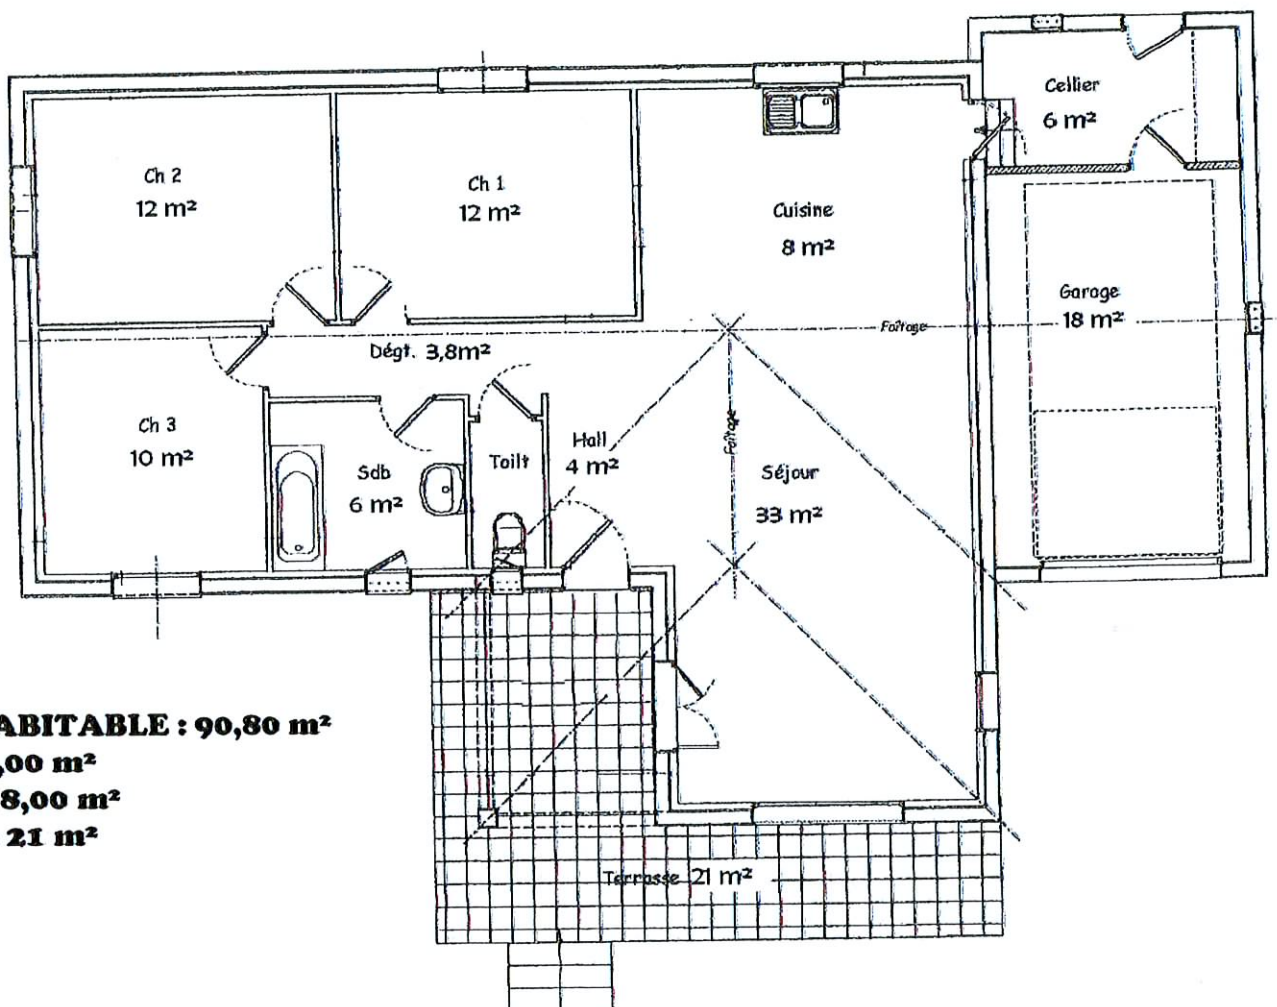 Cellier
6 m²
Ch 2
12 m²
Ch 1
12 m²
Cuisine
8 m²
Garage
18 m²
Faîtage
Dégt. 3,8m²
Ch 3
10 m²
Sdb
6 m²
Toilt
Hall
4 m²
Faîtage
Séjour
33 m²
ABITABLE : 90,80 m²
,00 m²
8,00 m²
21 m²
Terrasse 21 m²